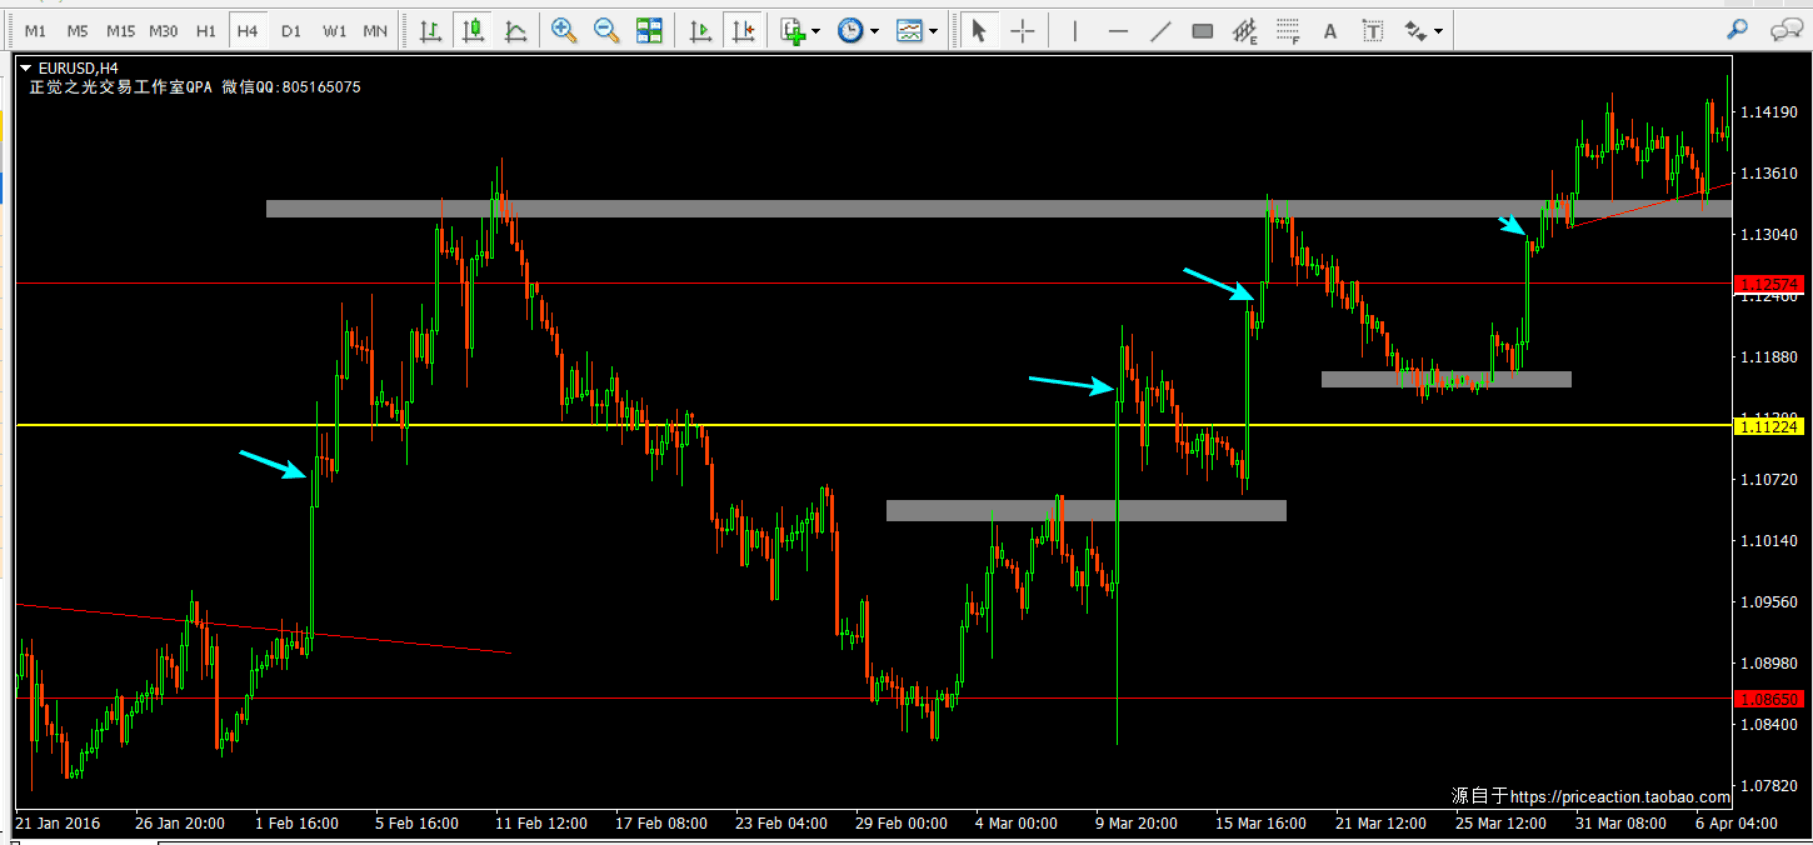 M1 M5 M15 M30 H1 H4 D1 W1 MN E F A T
EURUSD,H4
正觉之光交易工作室QPA 微信QQ:805165075
1.14190
1.13610
1.13040
1.12574
1.11880
1.11224
1.10720
1.10140
1.09560
1.08980
1.08650
1.08400
1.07820
源自于https://priceaction.taobao.com
21 Jan 2016 26 Jan 20:00 1 Feb 16:00 5 Feb 16:00 11 Feb 12:00 17 Feb 08:00 23 Feb 04:00 29 Feb 00:00 4 Mar 00:00 9 Mar 20:00 15 Mar 16:00 21 Mar 12:00 25 Mar 12:00 31 Mar 08:00 6 Apr 04:00